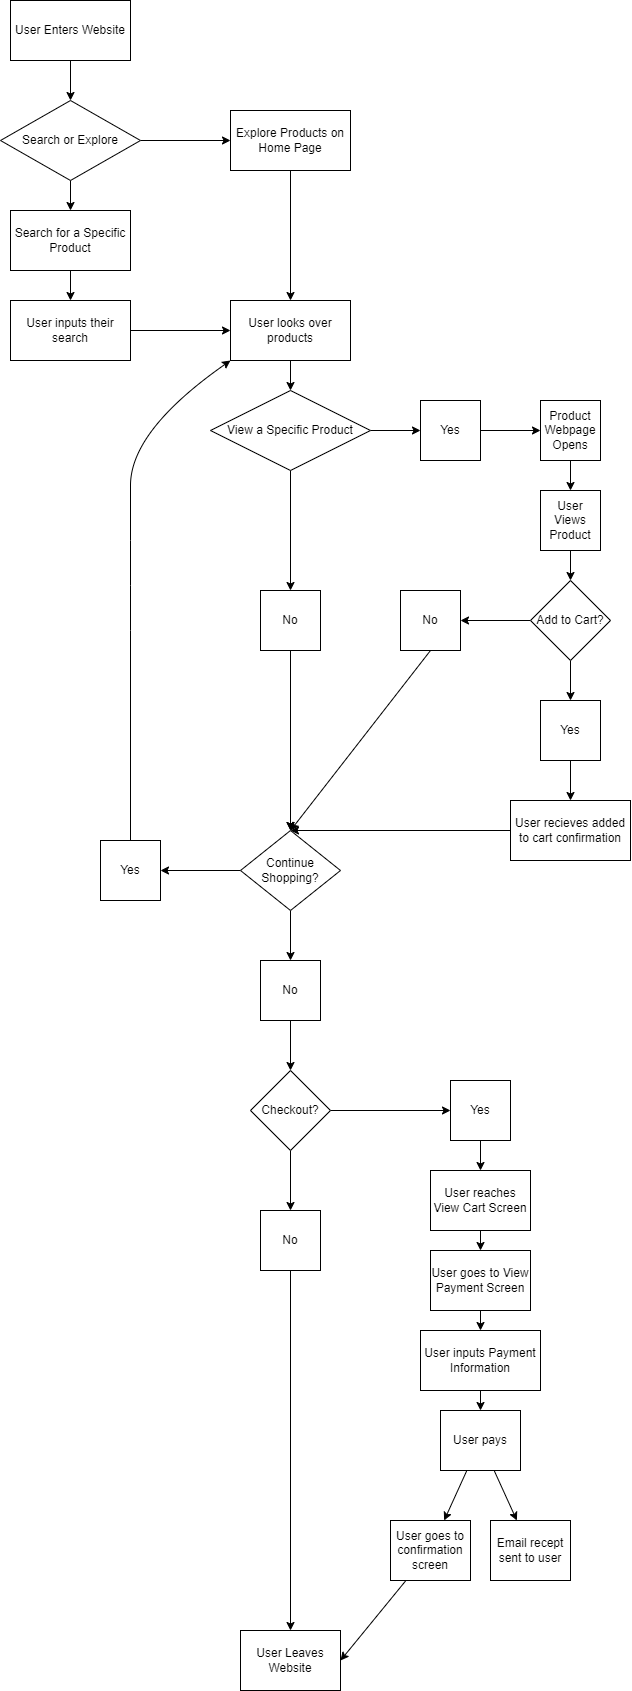 User Enters Website
Search or Explore
Explore Products on
Home Page
Search for a Specific
Product
User inputs their
search
User looks over
products
View a Specific Product
Yes
Product
Webpage
Opens
User
Views
Product
Add to Cart?
No
No
Yes
User recieves added
to cart confirmation
Continue
Shopping?
Yes
No
Checkout?
Yes
User reaches
View Cart Screen
No
User goes to View
Payment Screen
User inputs Payment
Information
User pays
User goes to
confirmation
screen
Email recept
sent to user
User Leaves
Website